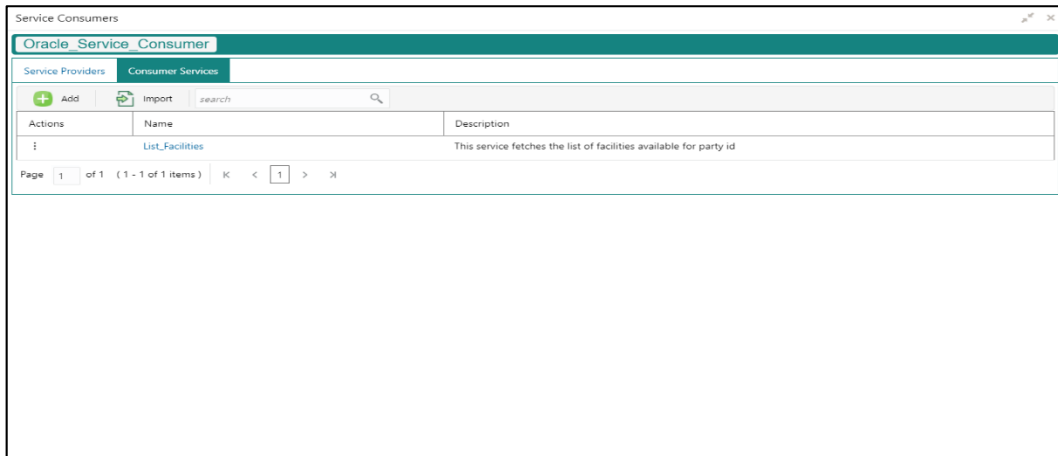 Service Consumers
Oracle_Service_Consumer
Service Providers Consumer Services
Add Import search
Actions Name Description
List_Facilities This service fetches the list of facilities available for party id
Page 1 of 1 ( 1 - 1 of 1 items ) 1